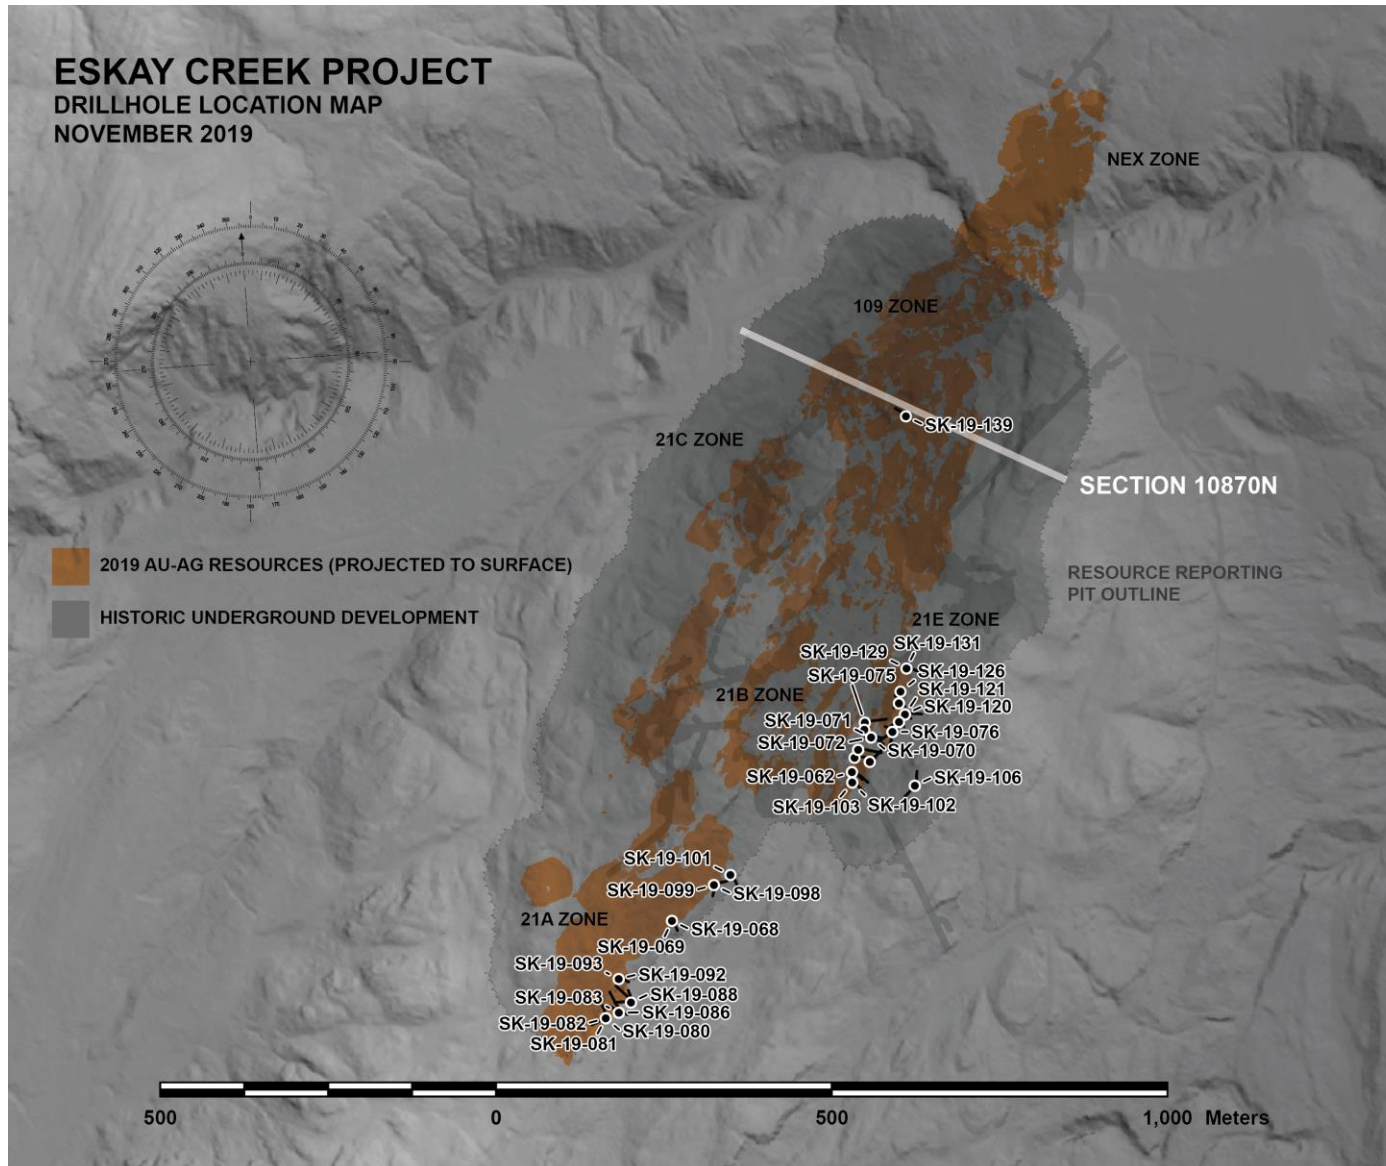 ESKAY CREEK PROJECT
DRILLHOLE LOCATION MAP
NOVEMBER 2019
NEX ZONE
109 ZONE
SK-19-139
21C ZONE
SECTION 10870N
2019 AU-AG RESOURCES (PROJECTED TO SURFACE)
RESOURCE REPORTING
PIT OUTLINE
HISTORIC UNDERGROUND DEVELOPMENT
21E ZONE
SK-19-131
SK-19-129
SK-19-126
SK-19-075
SK-19-121
21B ZONE
SK-19-120
SK-19-071
SK-19-076
SK-19-072
SK-19-070
SK-19-062
SK-19-106
SK-19-103
SK-19-102
SK-19-101
SK-19-099
SK-19-098
21A ZONE
SK-19-068
SK-19-069
SK-19-093
SK-19-092
SK-19-083
SK-19-088
SK-19-086
SK-19-082
SK-19-080
SK-19-081
500
0
500
1,000 Meters